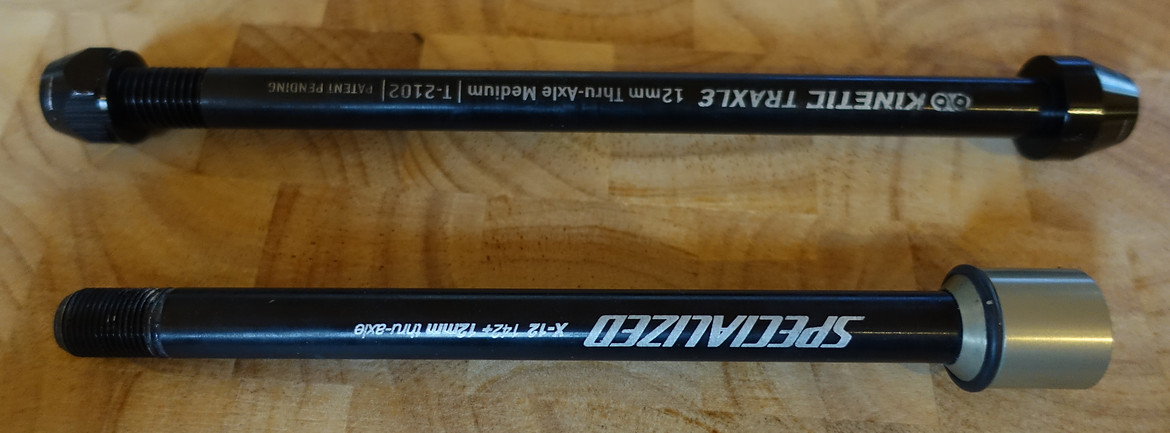 KINETIC TRAXLE 12mm Thru-Axle Medium | T-2102 | PATENT PENDING
SPECIALIZED X-12 142+ 12mm thru-axle